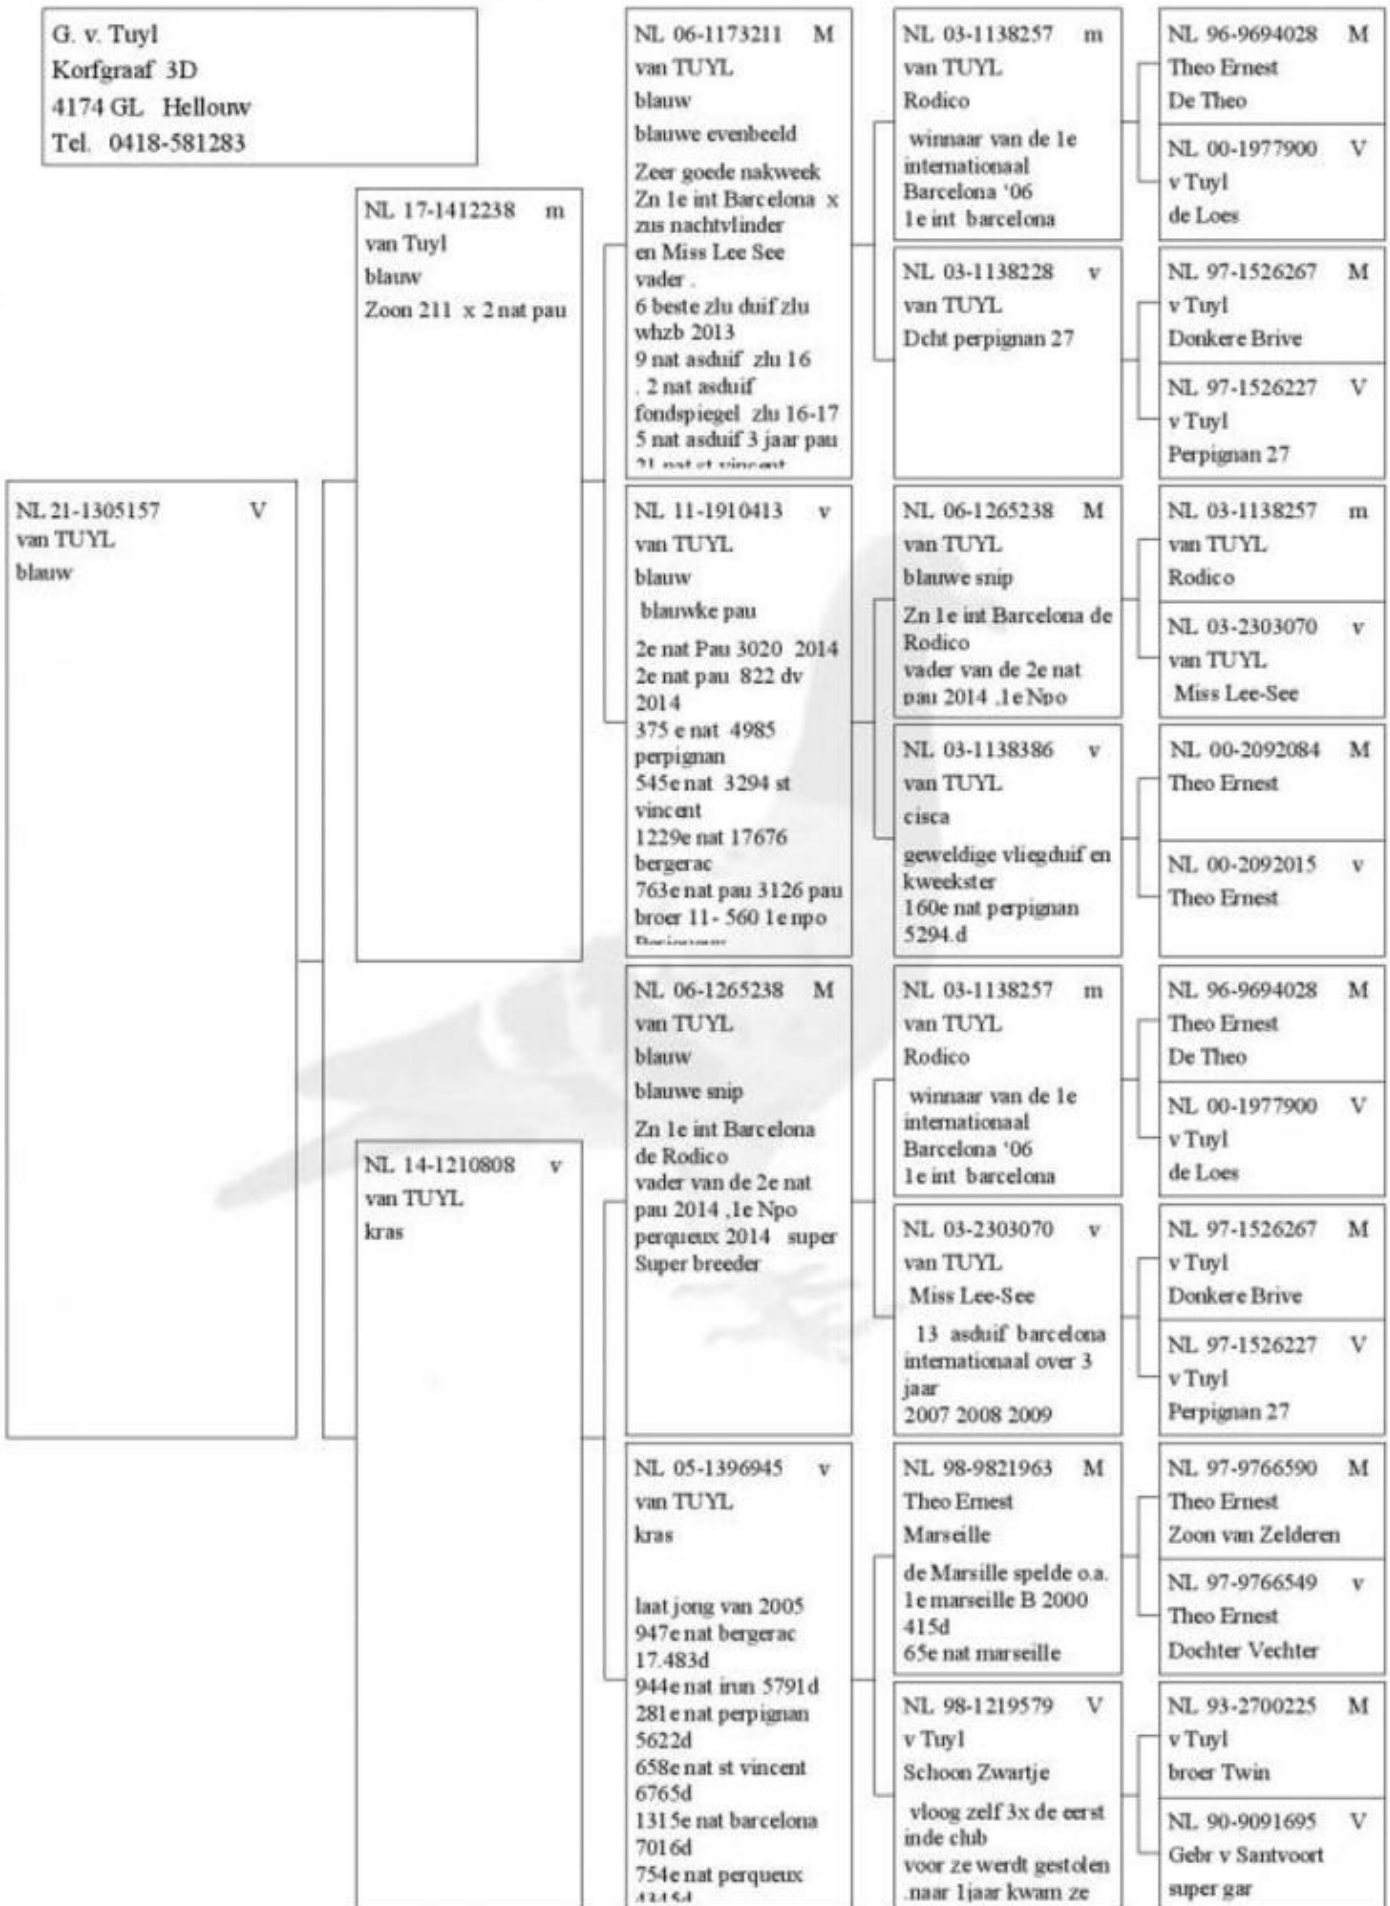 G. v. Tuyl
Korfgraaf 3D
4174 GL Hellouw
Tel. 0418-581283
NL 21-1305157 V
van TUYL
blauw
NL 17-1412238 m
van Tuyl
blauw
Zoon 211 x 2 nat pau
NL 14-1210808 v
van TUYL
kras
NL 06-1173211 M
van TUYL
blauw
blauwe evenbeeld
Zeer goede nakweek
Zn 1e int Barcelona x
zus nachtvlinder
en Miss Lee See
vader .
6 beste zlu duif zlu
whzb 2013
9 nat asduif zlu 16
. 2 nat asduif
fondspiegel zlu 16-17
5 nat asduif 3 jaar pau
21 nat st vincent
NL 11-1910413 v
van TUYL
blauw
blauwke pau
2e nat Pau 3020 2014
2e nat pau 822 dv
2014
375 e nat 4985
perpignan
545e nat 3294 st
vincent
1229e nat 17676
bergerac
763e nat pau 3126 pau
broer 11- 560 1e npo
NL 06-1265238 M
van TUYL
blauw
blauwe snip
Zn 1e int Barcelona
de Rodico
vader van de 2e nat
pau 2014 ,1e Npo
perqueux 2014 super
Super breeder
NL 05-1396945 v
van TUYL
kras
laat jong van 2005
947e nat bergerac
17.483d
944e nat irun 5791d
281e nat perpignan
5622d
658e nat st vincent
6765d
1315e nat barcelona
7016d
754e nat perqueux
4345d
NL 03-1138257 m
van TUYL
Rodico
winnaar van de 1e
internationaal
Barcelona '06
1e int barcelona
NL 03-1138228 v
van TUYL
Dcht perpignan 27
NL 06-1265238 M
van TUYL
blauwe snip
Zn 1e int Barcelona de
Rodico
vader van de 2e nat
pau 2014 ,1e Npo
NL 03-1138386 v
van TUYL
cisca
geweldige vliegduif en
kweekster
160e nat perpignan
5294.d
NL 03-1138257 m
van TUYL
Rodico
winnaar van de 1e
internationaal
Barcelona '06
1e int barcelona
NL 03-2303070 v
van TUYL
Miss Lee-See
13 asduif barcelona
internationaal over 3
jaar
2007 2008 2009
NL 98-9821963 M
Theo Ernest
Marseille
de Marsille spelde o.a.
1e marseille B 2000
415d
65e nat marseille
NL 98-1219579 V
v Tuyl
Schoon Zwartje
vloog zelf 3x de eerst
inde club
voor ze werdt gestolen
.naar 1jaar kwam ze
NL 96-9694028 M
Theo Ernest
De Theo
NL 00-1977900 V
v Tuyl
de Loes
NL 97-1526267 M
v Tuyl
Donkere Brive
NL 97-1526227 V
v Tuyl
Perpignan 27
NL 03-1138257 m
van TUYL
Rodico
NL 03-2303070 v
van TUYL
Miss Lee-See
NL 00-2092084 M
Theo Ernest
NL 00-2092015 v
Theo Ernest
NL 96-9694028 M
Theo Ernest
De Theo
NL 00-1977900 V
v Tuyl
de Loes
NL 97-1526267 M
v Tuyl
Donkere Brive
NL 97-1526227 V
v Tuyl
Perpignan 27
NL 97-9766590 M
Theo Ernest
Zoon van Zelderen
NL 97-9766549 v
Theo Ernest
Dochter Vechter
NL 93-2700225 M
v Tuyl
broer Twin
NL 90-9091695 V
Gebr v Santvoort
super gar